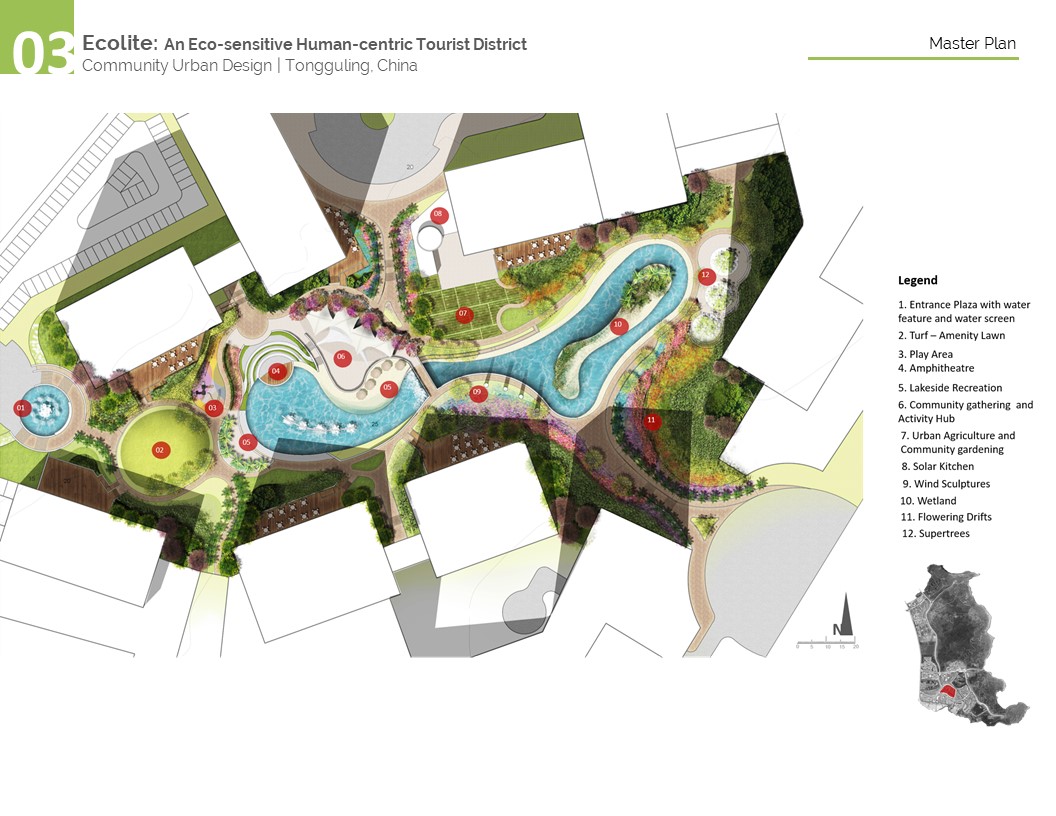 03
Ecolite: An Eco-sensitive Human-centric Tourist District
Community Urban Design | Tongguling, China
Master Plan
20
08
12
07
10
06
04
05
09
01
03
11
25
05
02
20
Legend
1. Entrance Plaza with water
feature and water screen
2. Turf – Amenity Lawn
3. Play Area
4. Amphitheatre
5. Lakeside Recreation
6. Community gathering and
Activity Hub
7. Urban Agriculture and
Community gardening
8. Solar Kitchen
9. Wind Sculptures
10. Wetland
11. Flowering Drifts
12. Supertrees
N
0 5 10 15 20